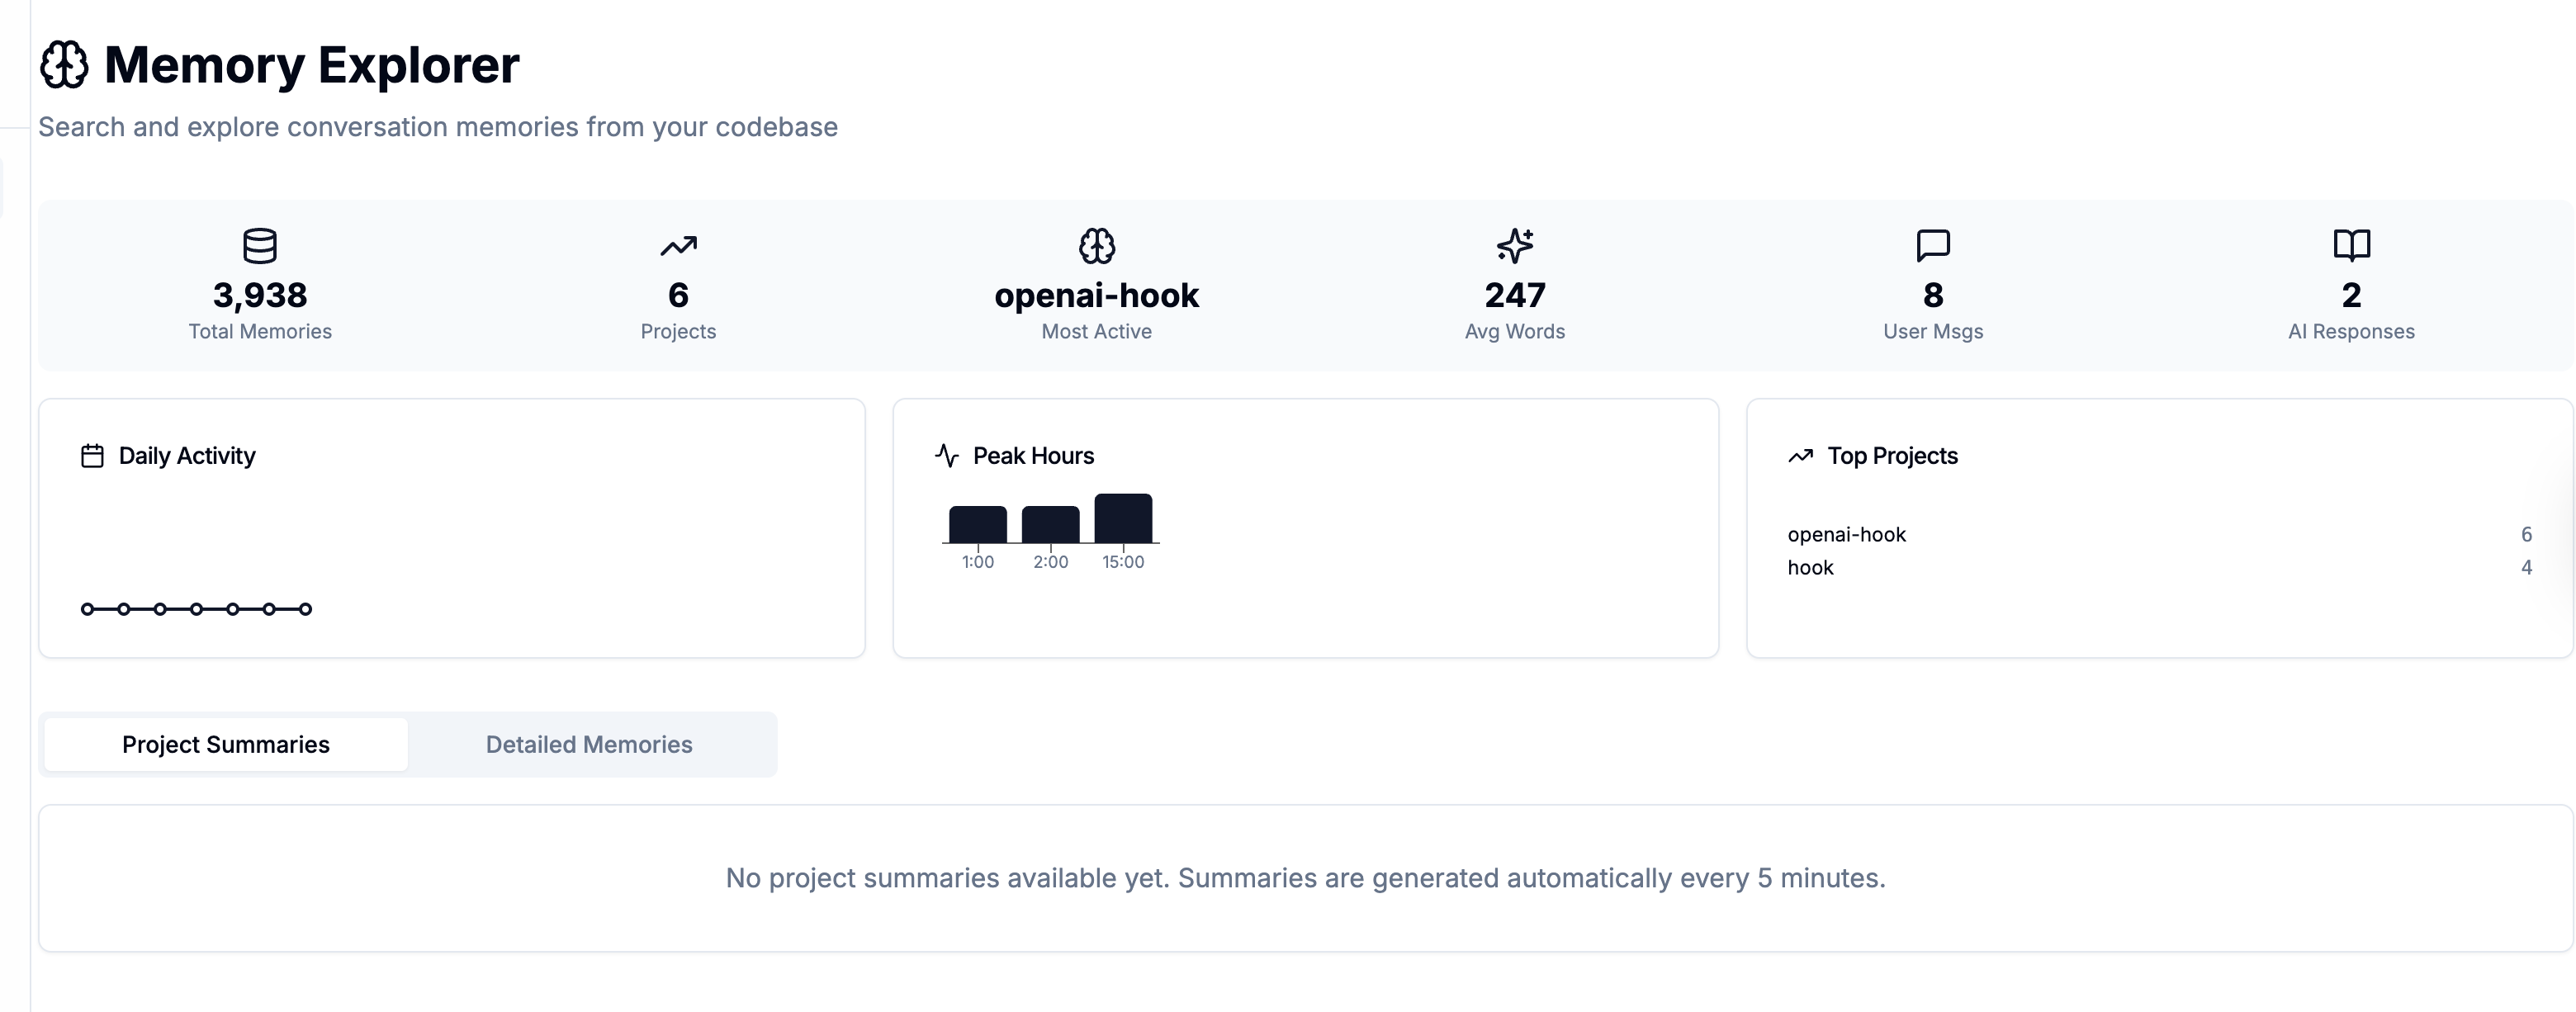 Memory Explorer
Search and explore conversation memories from your codebase
3,938
Total Memories
6
Projects
openai-hook
Most Active
247
Avg Words
8
User Msgs
2
AI Responses
Daily Activity
Peak Hours
1:00 2:00 15:00
Top Projects
openai-hook 6
hook 4
Project Summaries
Detailed Memories
No project summaries available yet. Summaries are generated automatically every 5 minutes.